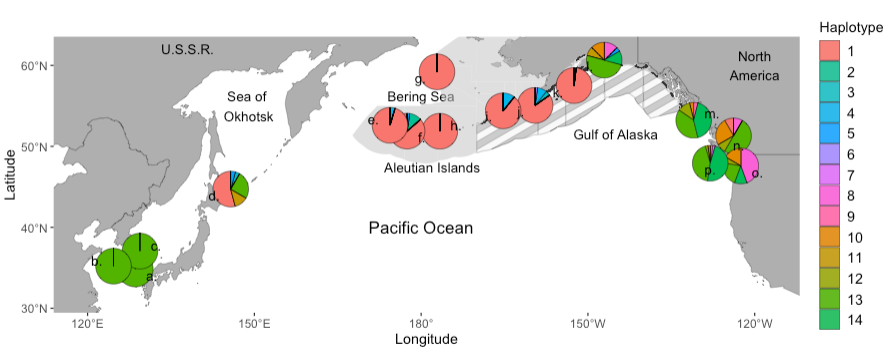 Haplotype
1
2
3
4
5
6
7
8
9
10
11
12
13
14
U.S.S.R.
North
America
Sea of
Okhotsk
g.
Bering Sea
k.
e.
f.
h.
j.
Gulf of Alaska
m.
n.
Aleutian Islands
p.
o.
d.
Pacific Ocean
c.
b.
a.
Latitude
60°N
50°N
40°N
30°N
120°E
150°E
180°
150°W
120°W
Longitude